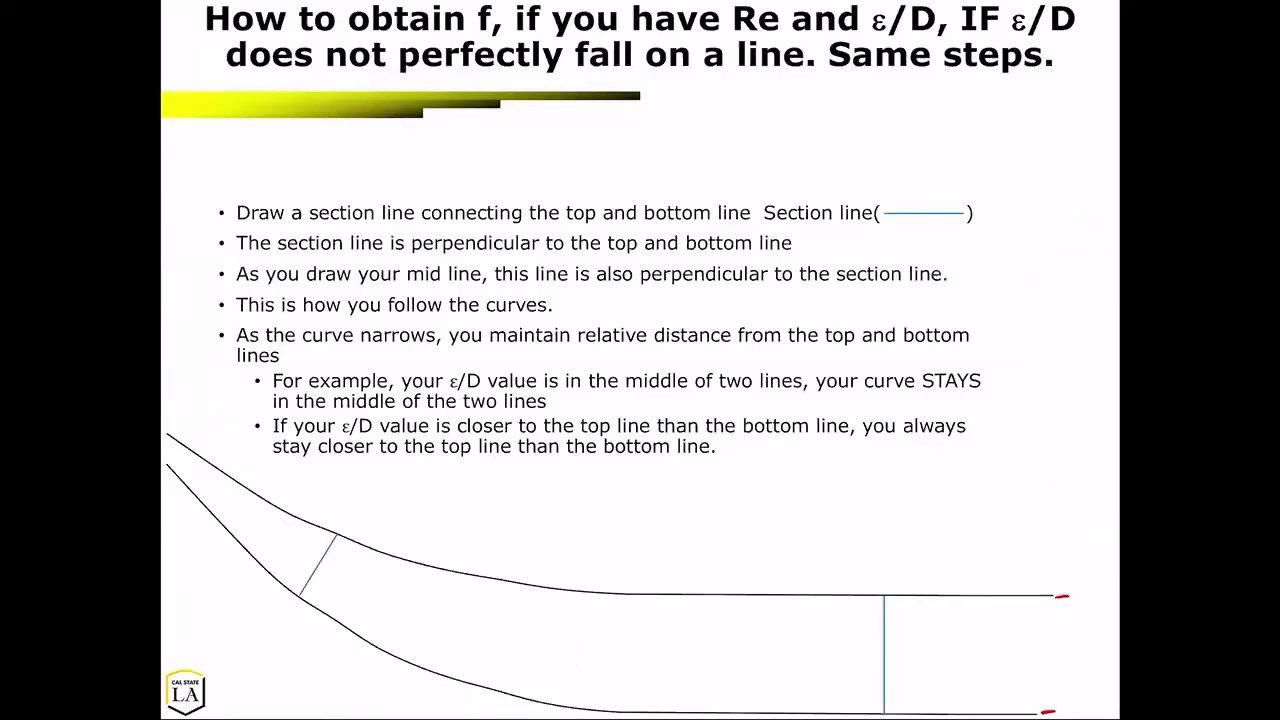 How to obtain f, if you have Re and ε/D, IF ε/D
does not perfectly fall on a line. Same steps.
• Draw a section line connecting the top and bottom line  Section line( )
• The section line is perpendicular to the top and bottom line
• As you draw your mid line, this line is also perpendicular to the section line.
• This is how you follow the curves.
• As the curve narrows, you maintain relative distance from the top and bottom
lines
• For example, your ε/D value is in the middle of two lines, your curve STAYS
in the middle of the two lines
• If your ε/D value is closer to the top line than the bottom line, you always
stay closer to the top line than the bottom line.
CAL STATE
LA